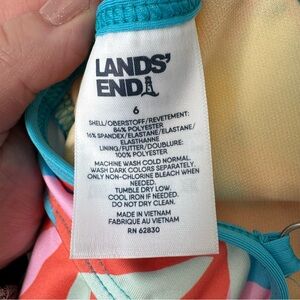 LANDS'
END
6
SHELL/OBERSTOFF/REVETEMENT:
84% POLYESTER
16% SPANDEX/ELASTANE/ELASTANE/
ELASTHANNE
LINING/FUTTER/DOUBLURE:
100% POLYESTER
MACHINE WASH COLD NORMAL.
WASH DARK COLORS SEPARATELY.
ONLY NON-CHLORINE BLEACH WHEN
NEEDED.
TUMBLE DRY LOW.
COOL IRON IF NEEDED.
DO NOT DRY CLEAN.
MADE IN VIETNAM
FABRIQUE AU VIETNAM
RN 62830